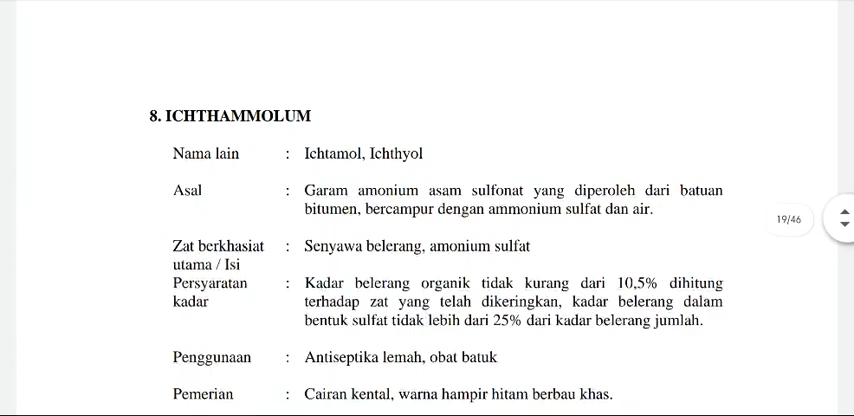 8. ICHTHAMMOLUM
Nama lain : Ichtamol, Ichthyol
Asal : Garam amonium asam sulfonat yang diperoleh dari batuan
bitumen, bercampur dengan ammonium sulfat dan air.
Zat berkhasiat : Senyawa belerang, amonium sulfat
utama / Isi
Persyaratan : Kadar belerang organik tidak kurang dari 10,5% dihitung
kadar terhadap zat yang telah dikeringkan, kadar belerang dalam
bentuk sulfat tidak lebih dari 25% dari kadar belerang jumlah.
19/46
Penggunaan : Antiseptika lemah, obat batuk
Pemerian : Cairan kental, warna hampir hitam berbau khas.